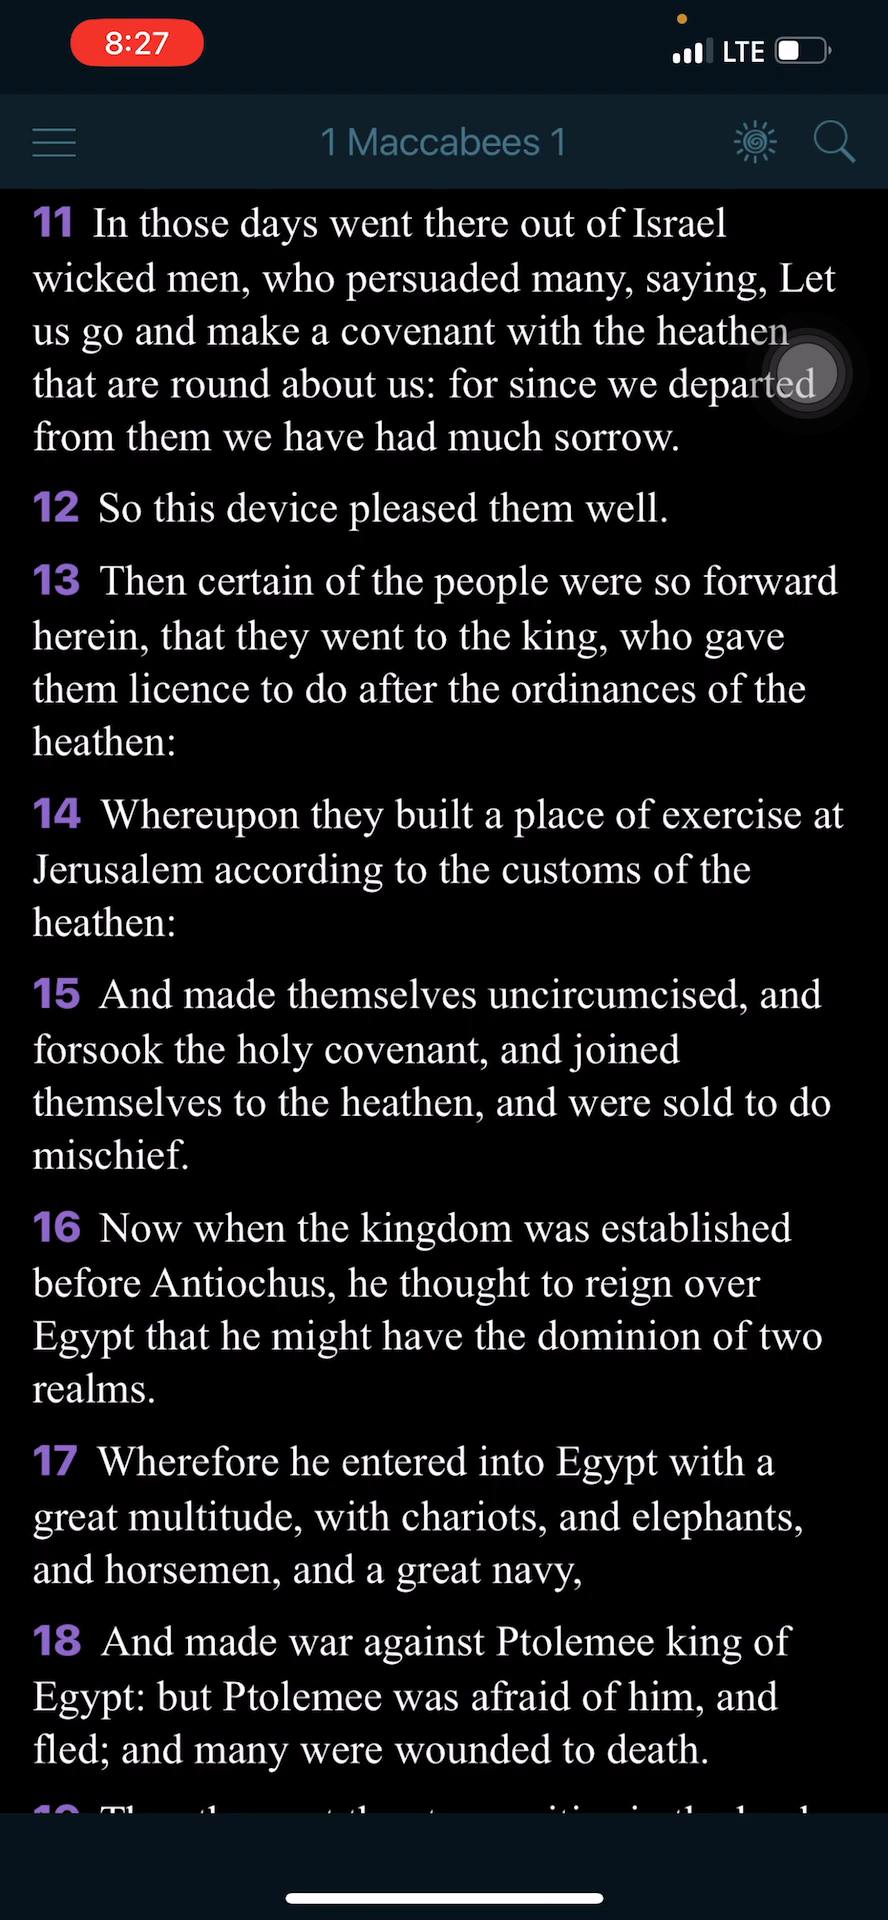 8:27
LTE
1 Maccabees 1
11 In those days went there out of Israel
wicked men, who persuaded many, saying, Let
us go and make a covenant with the heathen
that are round about us: for since we departed
from them we have had much sorrow.
12 So this device pleased them well.
13 Then certain of the people were so forward
herein, that they went to the king, who gave
them licence to do after the ordinances of the
heathen:
14 Whereupon they built a place of exercise at
Jerusalem according to the customs of the
heathen:
15 And made themselves uncircumcised, and
forsook the holy covenant, and joined
themselves to the heathen, and were sold to do
mischief.
16 Now when the kingdom was established
before Antiochus, he thought to reign over
Egypt that he might have the dominion of two
realms.
17 Wherefore he entered into Egypt with a
great multitude, with chariots, and elephants,
and horsemen, and a great navy,
18 And made war against Ptolemee king of
Egypt: but Ptolemee was afraid of him, and
fled; and many were wounded to death.